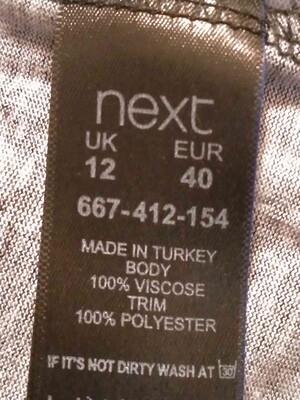 next
UK EUR
12 40
667-412-154
MADE IN TURKEY
BODY
100% VISCOSE
TRIM
100% POLYESTER
IF IT'S NOT DIRTY WASH AT 30°